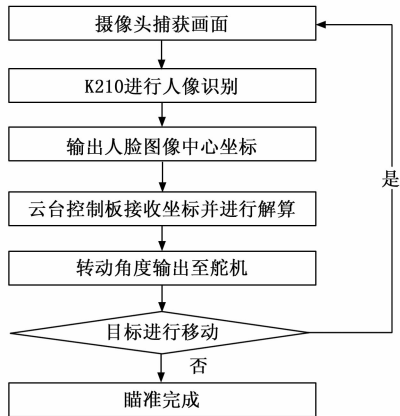 摄像头捕获画面
K210进行人像识别
输出人脸图像中心坐标
云台控制板接收坐标并进行解算
转动角度输出至舵机
目标进行移动
是
否
瞄准完成